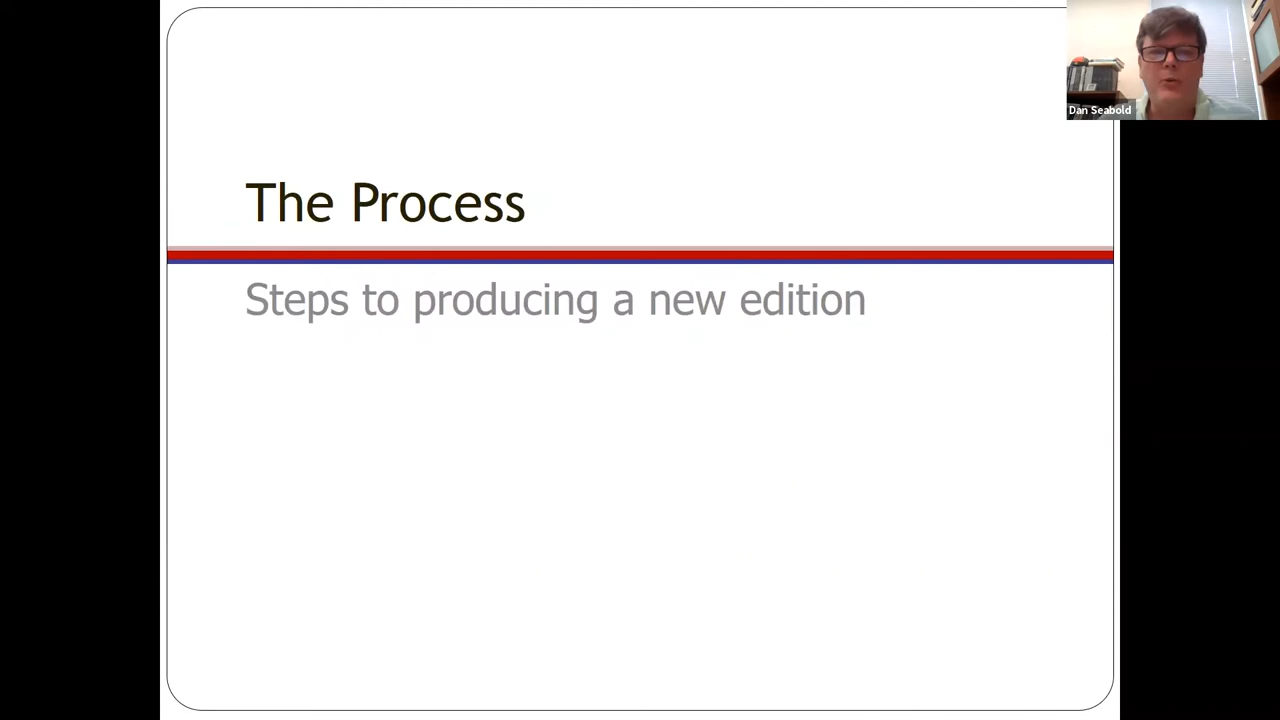 The Process
Steps to producing a new edition
Dan Seabold